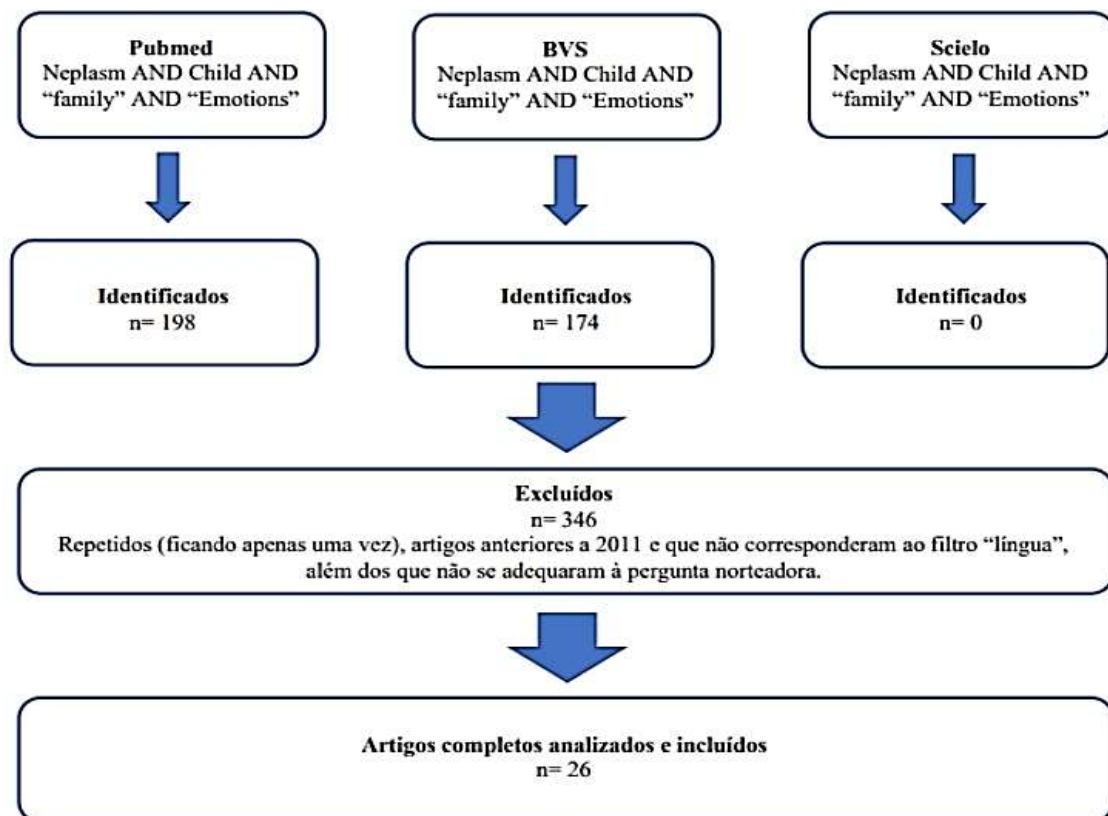 Pubmed
Neplasm AND Child AND
“family” AND “Emotions”
BVS
Neplasm AND Child AND
“family” AND “Emotions”
Scielo
Neplasm AND Child AND
“family” AND “Emotions”
Identificados
n= 198
Identificados
n= 174
Identificados
n= 0
Excluídos
n= 346
Repetidos (ficando apenas uma vez), artigos anteriores a 2011 e que não corresponderam ao filtro “língua”,
além dos que não se adequaram à pergunta norteadora.
Artigos completos analizados e incluídos
n= 26